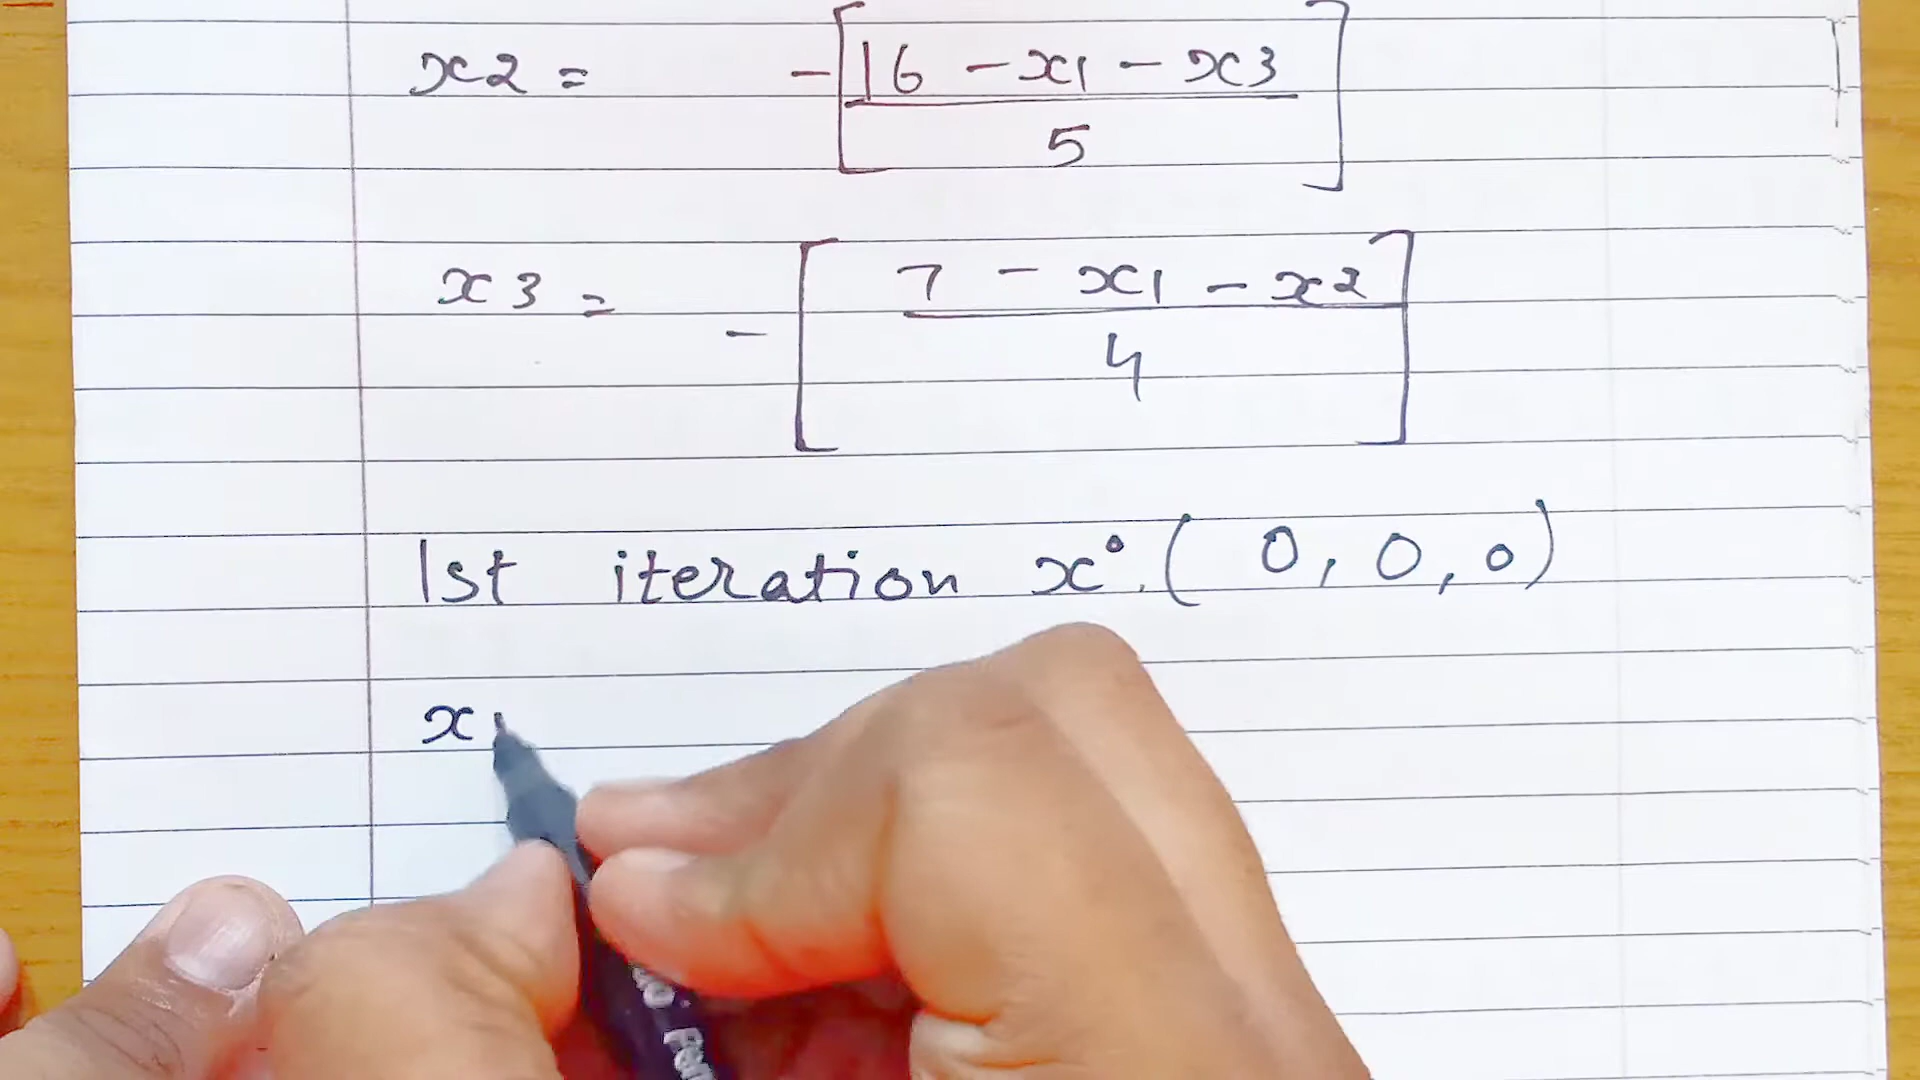 x2 = -[16 - x1 - x3
5]
x3 = -[7 - x1 - x2
4]
1st iteration x°. ( 0, 0, 0)
x